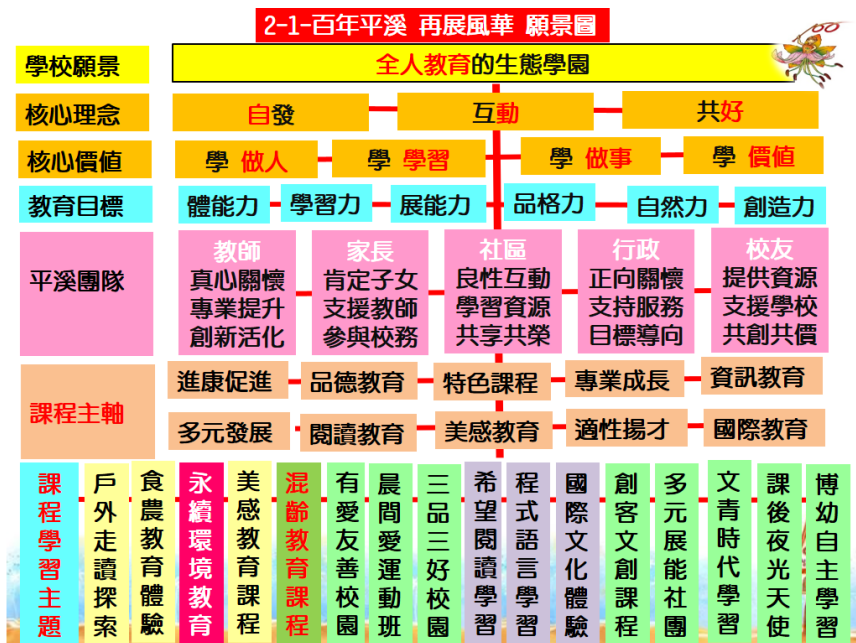 2-1-百年平溪 再展風華 願景圖
學校願景
全人教育的生態學園
核心理念
自發
互動
共好
核心價值
學 做人
學 學習
學 做事
學 價值
教育目標
體能力
學習力
展能力
品格力
自然力
創造力
平溪團隊
教師
真心關懷
專業提升
創新活化
家長
肯定子女
支援教師
參與校務
社區
良性互動
學習資源
共享共榮
行政
正向關懷
支持服務
目標導向
校友
提供資源
支援學校
共創共價
課程主軸
進康促進
品德教育
特色課程
專業成長
資訊教育
多元發展
閱讀教育
美感教育
適性揚才
國際教育
課程學習主題
戶外走讀探索
食農教育體驗
永續環境教育
美感教育課程
混齡教育課程
有愛友善校園
晨間愛運動班
三品三好校園
希望閱讀學習
程式語言學習
國際文化體驗
創客文創課程
多元展能社團
文青時代學習
課後夜光天使
博幼自主學習